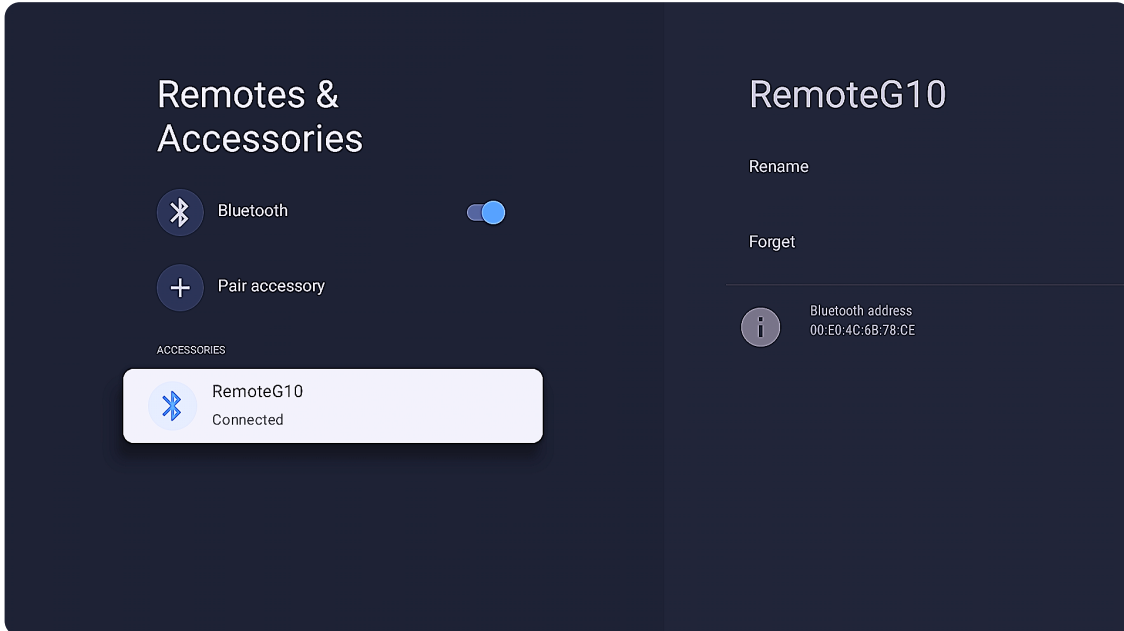 Remotes &
Accessories
Bluetooth
Pair accessory
ACCESSORIES
RemoteG10
Connected
RemoteG10
Rename
Forget
Bluetooth address
00:E0:4C:6B:78:CE